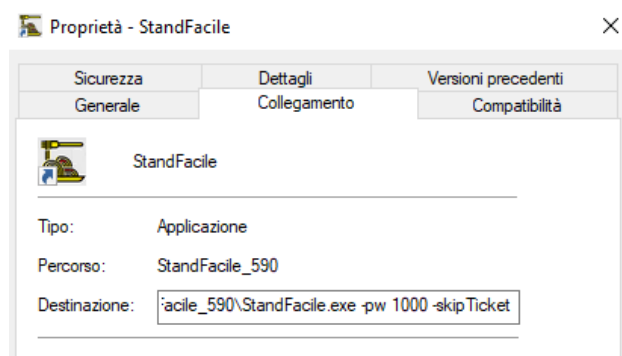 Proprietà - StandFacile
Sicurezza Dettagli Versioni precedenti
Generale Collegamento Compatibilità
StandFacile
Tipo: Applicazione
Percorso: StandFacile_590
Destinazione: acile_590\StandFacile.exe -pw 1000 -skipTicket